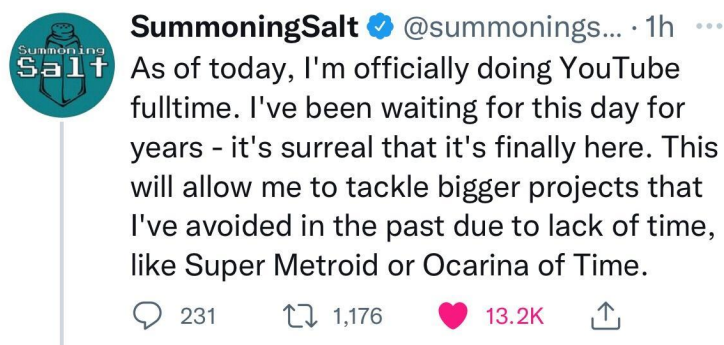 Summoning
Salt
SummoningSalt @summonings... · 1h
As of today, I'm officially doing YouTube
fulltime. I've been waiting for this day for
years - it's surreal that it's finally here. This
will allow me to tackle bigger projects that
I've avoided in the past due to lack of time,
like Super Metroid or Ocarina of Time.
231 1,176 13.2K